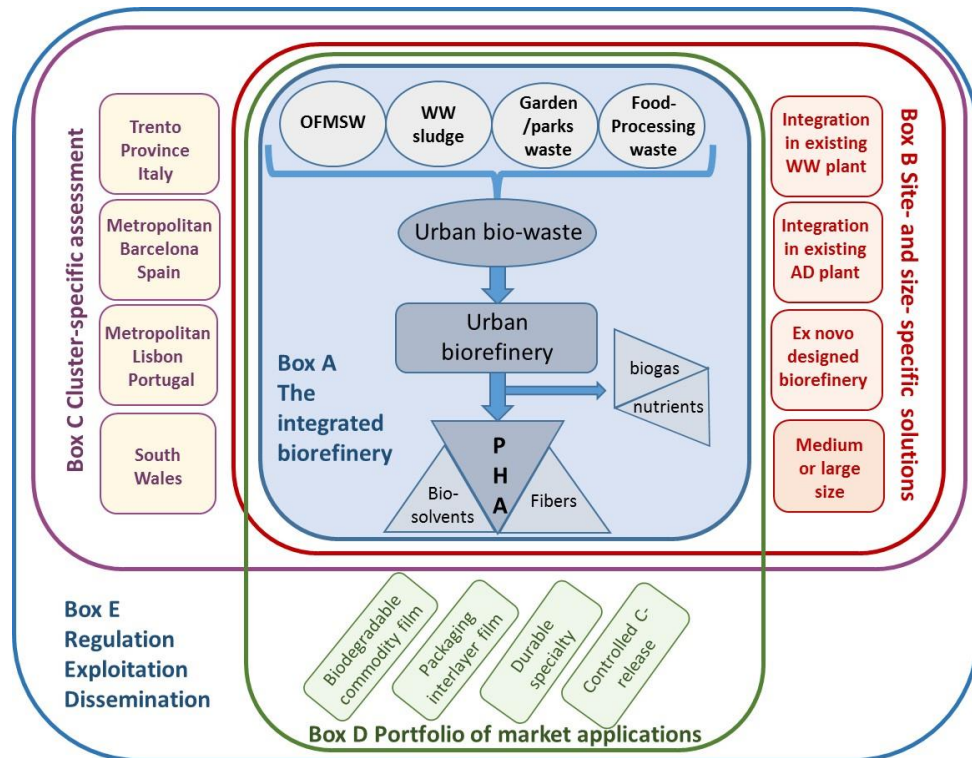 OFMSW
WW
sludge
Garden
/parks
waste
Food-
Processing
waste
Urban bio-waste
Urban
biorefinery
biogas
nutrients
Box A
The
integrated
biorefinery
P
H
A
Bio-
solvents
Fibers
Box C Cluster-specific assessment
Trento
Province
Italy
Metropolitan
Barcelona
Spain
Metropolitan
Lisbon
Portugal
South
Wales
Integration
in existing
WW plant
Integration
in existing
AD plant
Ex novo
designed
biorefinery
Medium
or large
size
Box B Site- and size- specific solutions
Box E
Regulation
Exploitation
Dissemination
Biodegradable
commodity film
Packaging
interlayer film
Durable
specialty
Controlled C-
release
Box D Portfolio of market applications